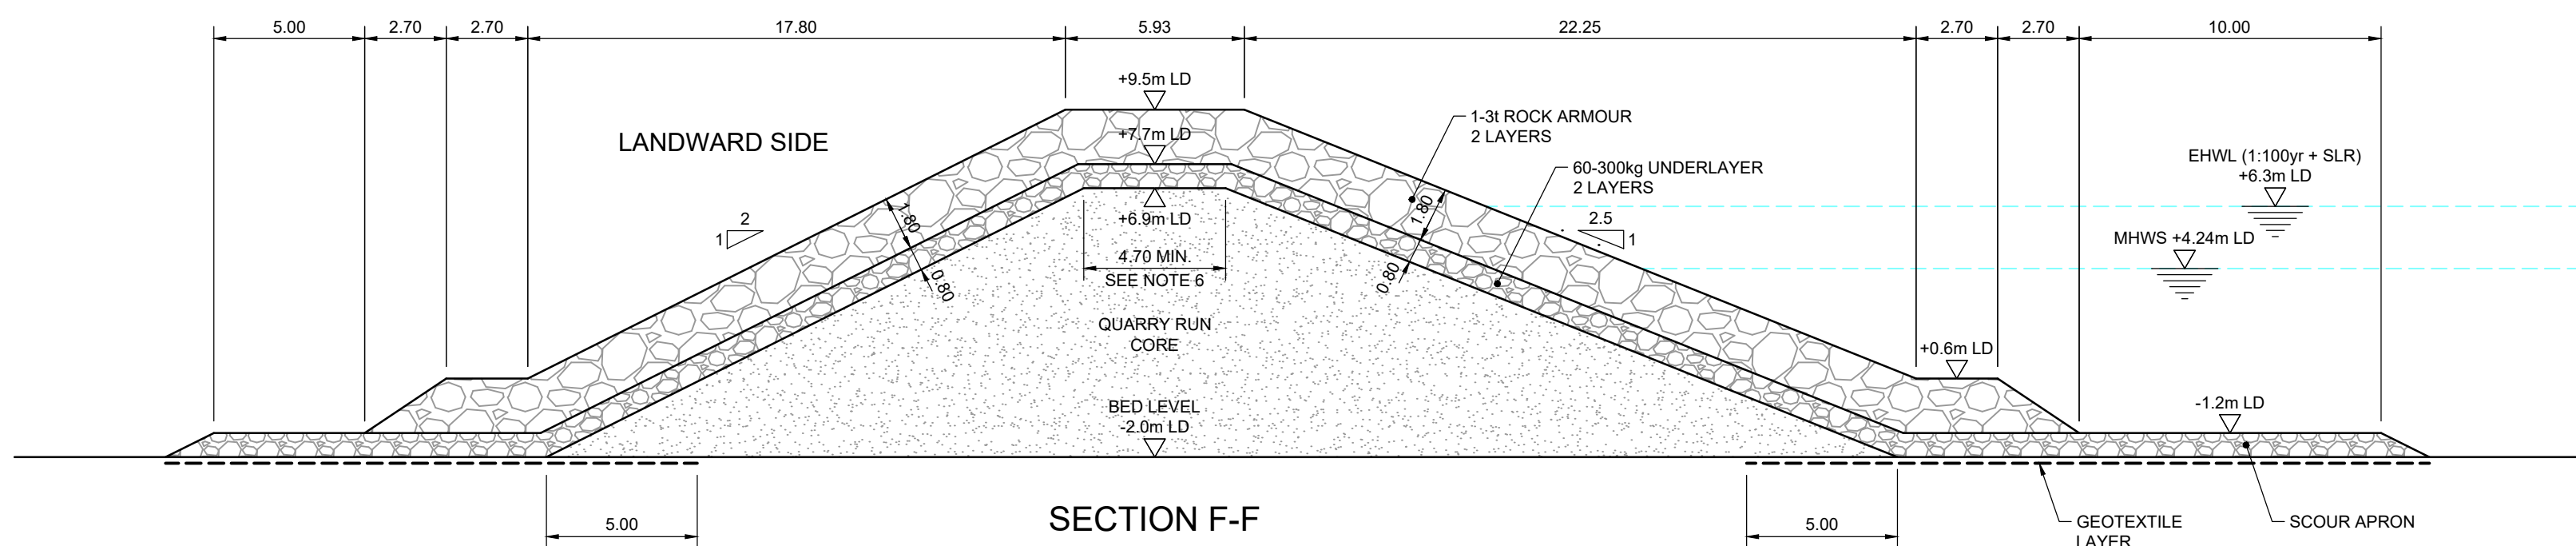 5.00 2.70 2.70 17.80 5.93 22.25 2.70 2.70 10.00
+9.5m LD
LANDWARD SIDE
1-3t ROCK ARMOUR
2 LAYERS
+7.7m LD
60-300kg UNDERLAYER
2 LAYERS
EHWL (1:100yr + SLR)
+6.3m LD
2
1
1.80
0.80
+6.9m LD
4.70 MIN.
SEE NOTE 6
1.80
0.80
2.5
1
MHWS +4.24m LD
QUARRY RUN
CORE
+0.6m LD
BED LEVEL
-2.0m LD
-1.2m LD
5.00
SECTION F-F
5.00
GEOTEXTILE
LAYER
SCOUR APRON